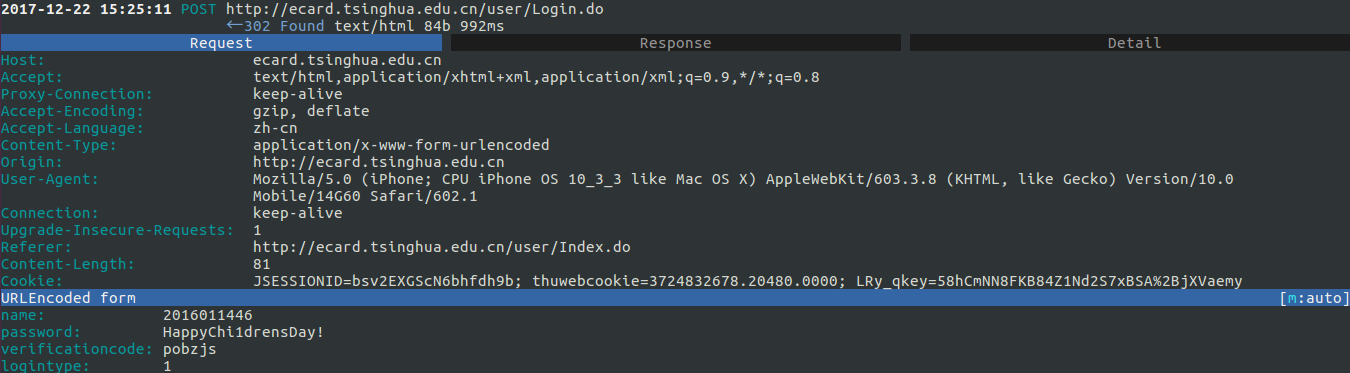 2017-12-22 15:25:11 POST http://ecard.tsinghua.edu.cn/user/Login.do
←302 Found text/html 84b 992ms
Request Response Detail
Host: ecard.tsinghua.edu.cn
Accept: text/html,application/xhtml+xml,application/xml;q=0.9,*/*;q=0.8
Proxy-Connection: keep-alive
Accept-Encoding: gzip, deflate
Accept-Language: zh-cn
Content-Type: application/x-www-form-urlencoded
Origin: http://ecard.tsinghua.edu.cn
User-Agent: Mozilla/5.0 (iPhone; CPU iPhone OS 10_3_3 like Mac OS X) AppleWebKit/603.3.8 (KHTML, like Gecko) Version/10.0
Mobile/14G60 Safari/602.1
Connection: keep-alive
Upgrade-Insecure-Requests: 1
Referer: http://ecard.tsinghua.edu.cn/user/Index.do
Content-Length: 81
Cookie: JSESSIONID=bsv2EXGScN6bhfdh9b; thuwebcookie=3724832678.20480.0000; LRy_qkey=58hCmNN8FKB84Z1Nd2S7xBSA%2BjXVaemy
URLEncoded form [m:auto]
name: 2016011446
password: HappyChi1drensDay!
verificationcode: pobzjs
logintype: 1